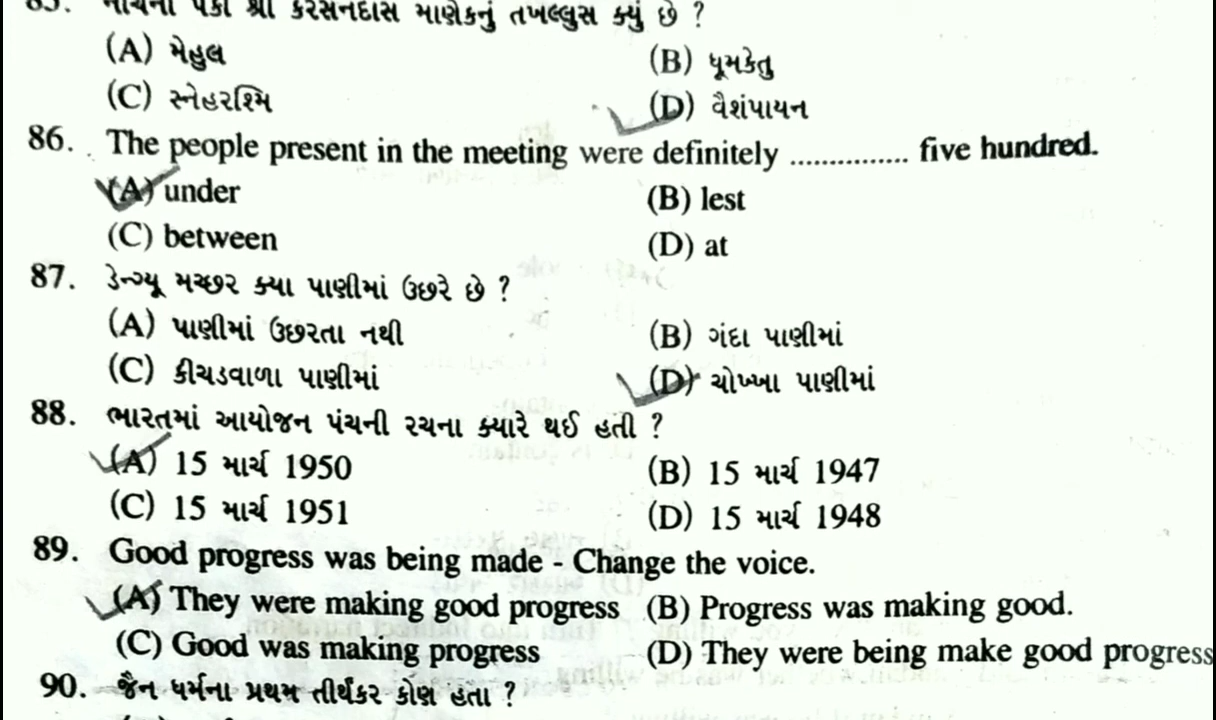 85. નીચેના પૈકી શ્રી કરસનદાસ માણેકનું તખલ્લુસ ક્યું છે ?
(A) મેહુલ (B) ધૂમકેતુ
(C) સ્નેહરશ્મિ (D) વૈશંપાયન
86. The people present in the meeting were definitely ............... five hundred.
(A) under (B) lest
(C) between (D) at
87. ડેન્ગ્યૂ મચ્છર ક્યા પાણીમાં ઉછરે છે ?
(A) પાણીમાં ઉછરતા નથી (B) ગંદા પાણીમાં
(C) કીચડવાળા પાણીમાં (D) ચોખ્ખા પાણીમાં
88. ભારતમાં આયોજન પંચની રચના ક્યારે થઈ હતી ?
(A) 15 માર્ચ 1950 (B) 15 માર્ચ 1947
(C) 15 માર્ચ 1951 (D) 15 માર્ચ 1948
89. Good progress was being made - Change the voice.
(A) They were making good progress (B) Progress was making good.
(C) Good was making progress (D) They were being make good progress
90. જૈન ધર્મના પ્રથમ તીર્થંકર કોણ હતા ?